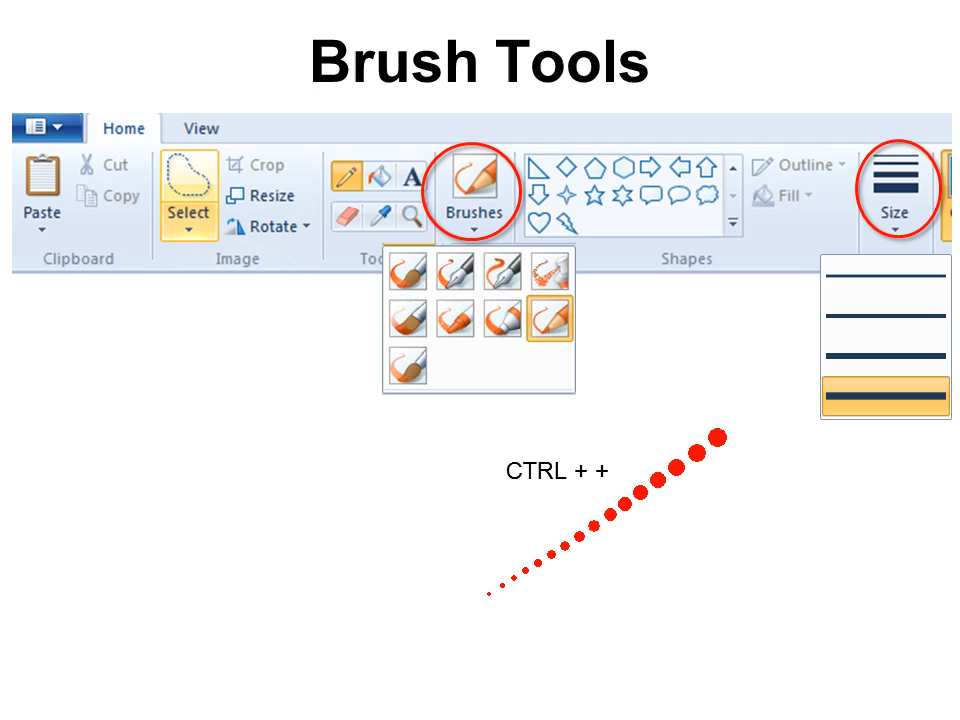 Brush Tools
Home View
Cut
Copy
Paste
Clipboard
Select
Crop
Resize
Rotate
Image
A
Too
Brushes
Shapes
Outline
Fill
Size
CTRL + +